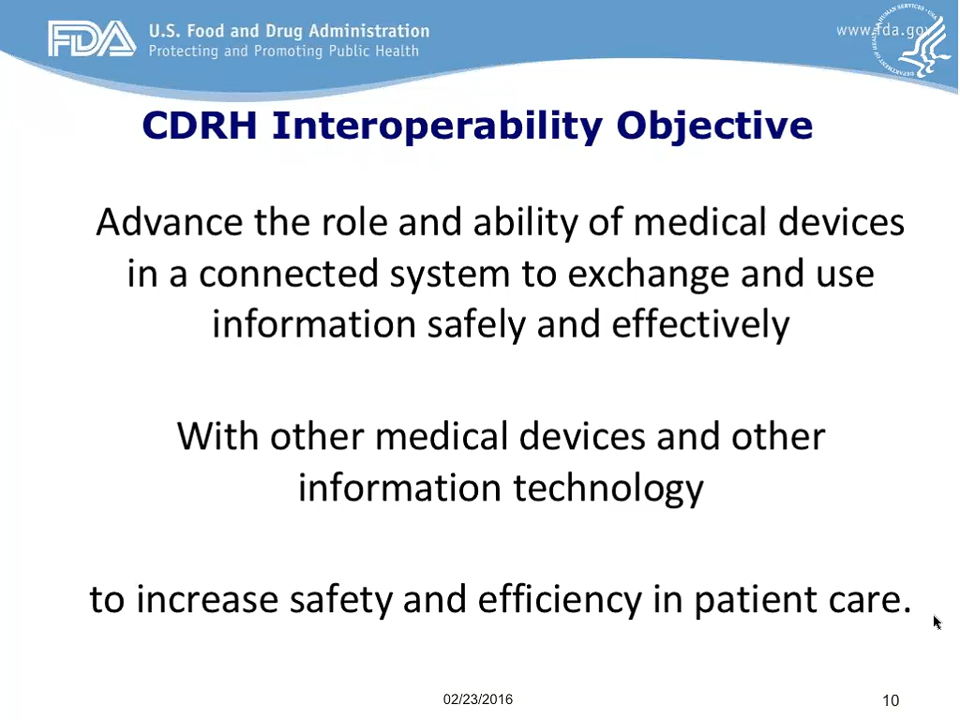 FDA
U.S. Food and Drug Administration
Protecting and Promoting Public Health
www.fda.gov
CDRH Interoperability Objective
Advance the role and ability of medical devices
in a connected system to exchange and use
information safely and effectively
With other medical devices and other
information technology
to increase safety and efficiency in patient care.
02/23/2016
10